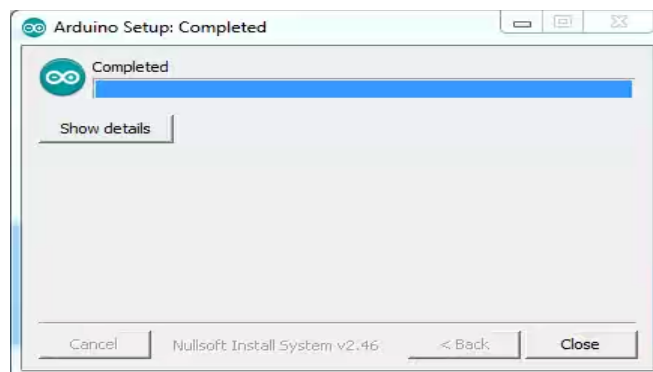 Arduino Setup: Completed
Completed
Show details
Cancel Nullsoft Install System v2.46 < Back Close